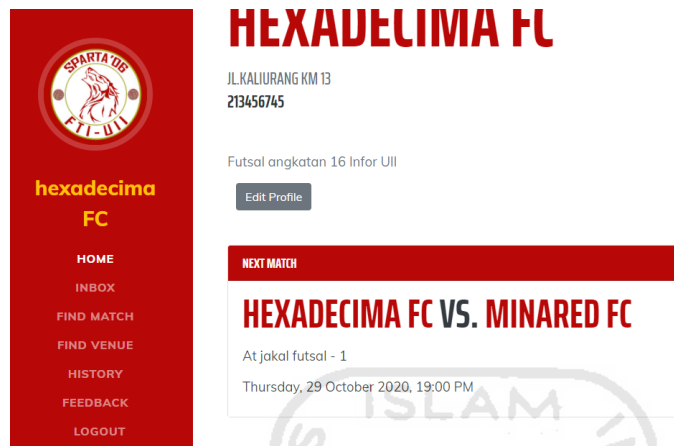 SPARTA'06
FTI-UII
hexadecima
FC
HOME
INBOX
FIND MATCH
FIND VENUE
HISTORY
FEEDBACK
LOGOUT
HEXADECIMA FC
JL.KALIURANG KM 13
213456745
Futsal angkatan 16 Infor UII
Edit Profile
NEXT MATCH
HEXADECIMA FC VS. MINARED FC
At jakal futsal - 1
Thursday, 29 October 2020, 19:00 PM
ISLAM